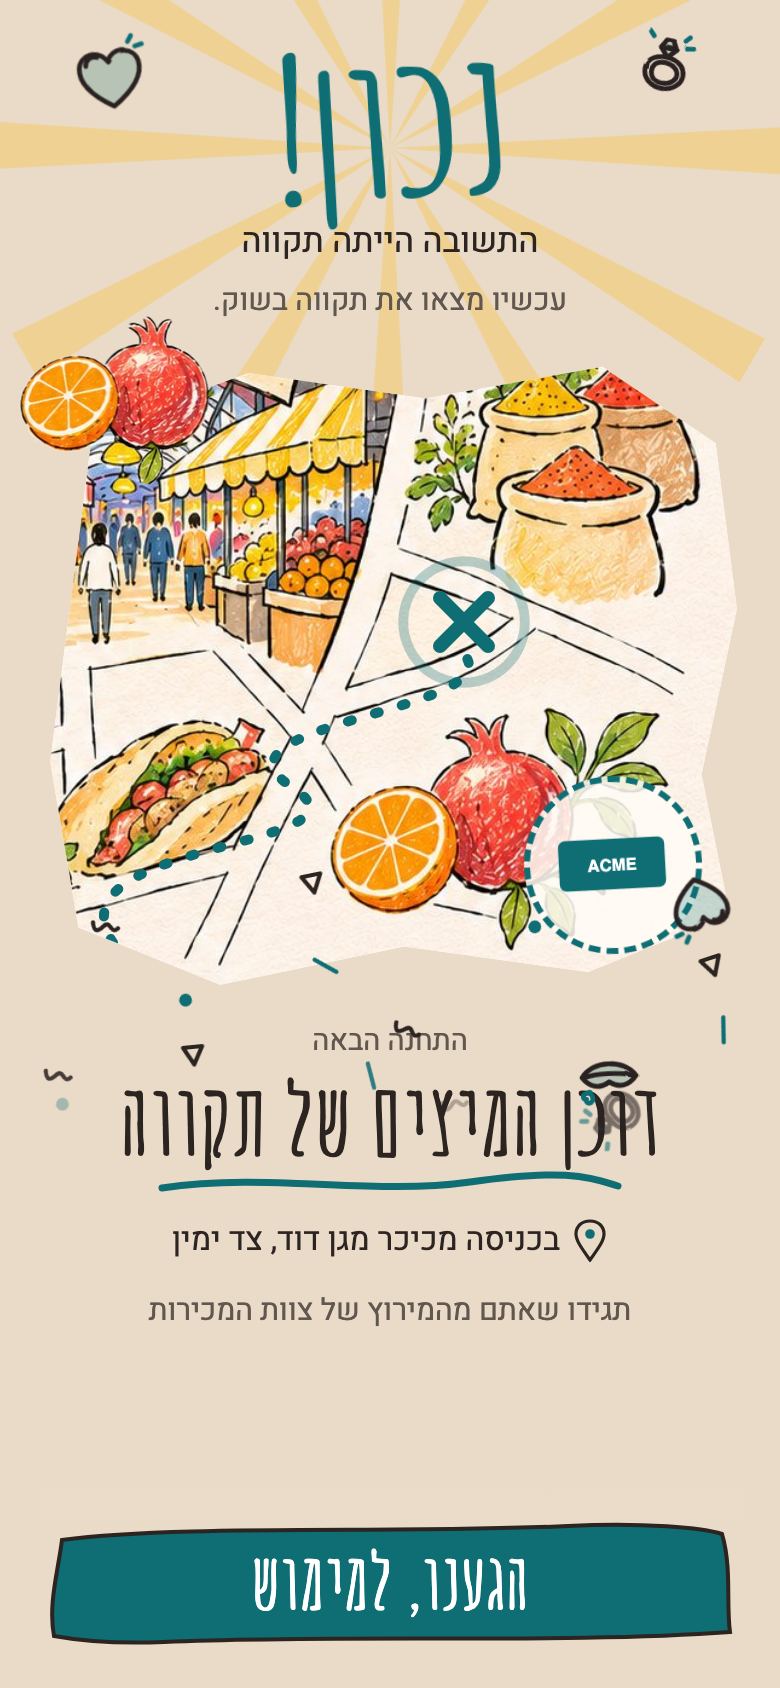 נכון!
התשובה הייתה תקווה
עכשיו מצאו את תקווה בשוק.
ACME
התחנה הבאה
דוכן המיצים של תקווה
בכניסה מכיכר מגן דוד, צד ימין
תגידו שאתם מהמירוץ של צוות המכירות
הגענו, למימוש